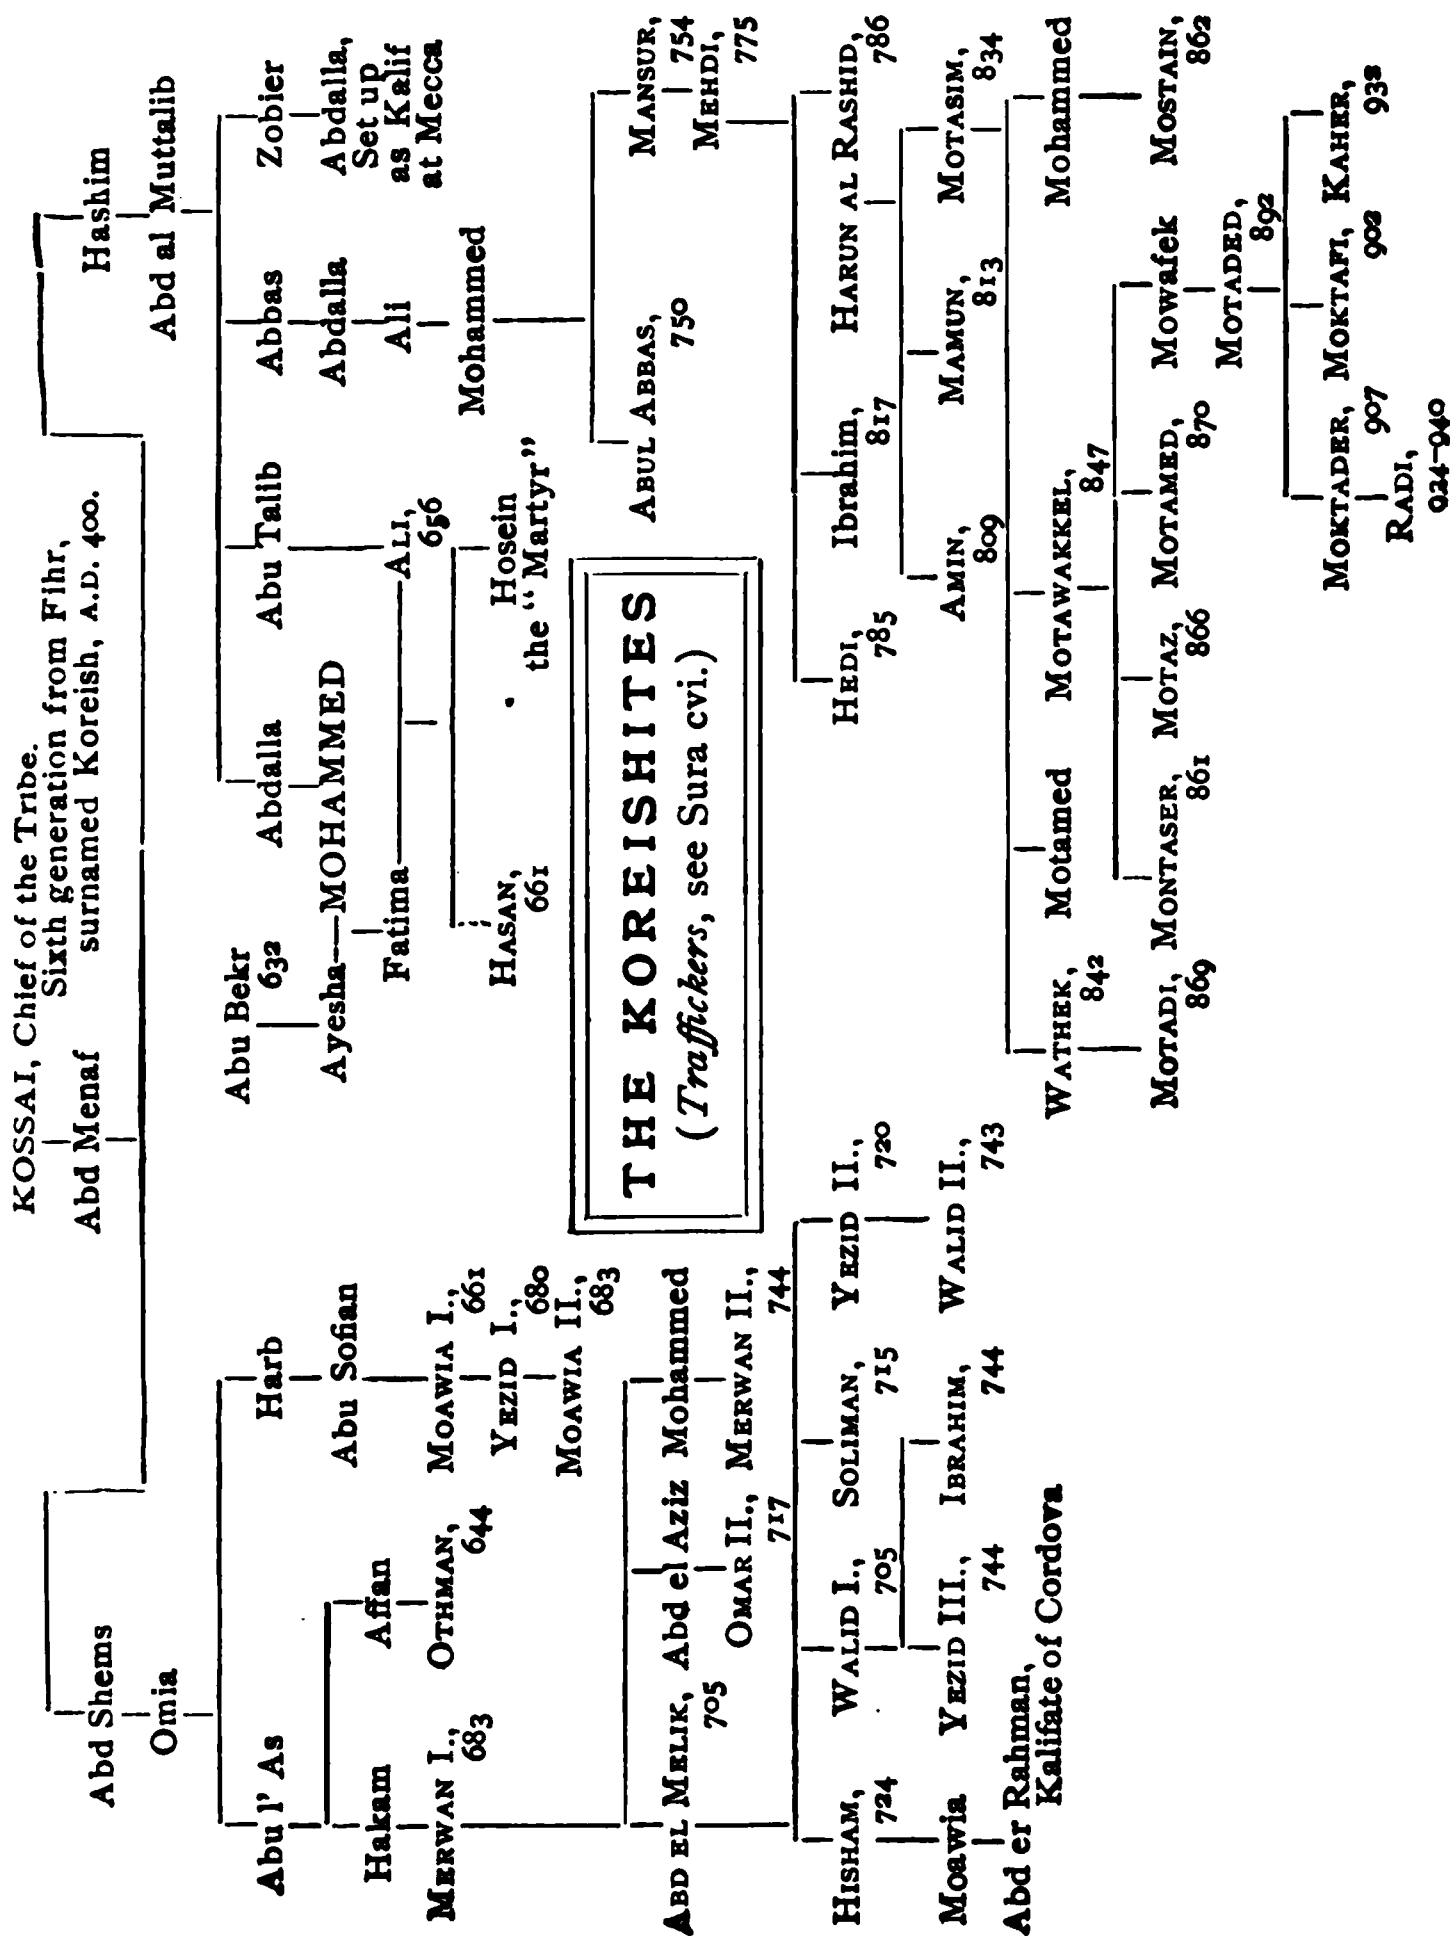 KOSSAI, Chief of the Tribe.
Sixth generation from Fihr,
surnamed Koreish, A.D. 400.
Abd Menaf
Abd Shems
Hashim
Omia
Abd al Muttalib
Abu l' As
Harb
Abu Bekr
632
Abdalla
Abu Talib
Abbas
Zobier
Hakam
Affan
Abu Sofian
Ayesha—MOHAMMED
Abdalla
Abdalla,
Set up
as Kalif
at Mecca
MERWAN I.,
683
OTHMAN,
644
MOAWIA I.,
661
YEZID I.,
680
MOAWIA II.,
683
Fatima
ALI,
656
Ali
HASAN,
661
Hosein
the "Martyr"
Mohammed
THE KOREISHITES
(Traffickers, see Sura cvi.)
ABD EL MELIK,
705
Abd el Aziz
Mohammed
OMAR II.,
717
MERWAN II.,
744
ABUL ABBAS,
750
MANSUR,
754
MEHDI,
775
HISHAM,
724
WALID I.,
705
SOLIMAN,
715
YEZID II.,
720
HEDI,
785
Ibrahim,
817
HARUN AL RASHID,
786
Moawia
YEZID III.,
744
IBRAHIM,
744
WALID II.,
743
AMIN,
809
MAMUN,
813
MOTASIM,
834
Abd er Rahman,
Kalifate of Cordova
WATHEK,
842
Motamed
MOTAWAKKEL,
847
Mohammed
MOTADI,
869
MONTASER,
861
MOTAZ,
866
MOTAMED,
870
Mowafek
MOSTAIN,
862
MOTADED,
892
MOKTADER,
907
MOKTAFI,
902
KAHER,
932
RADI,
924-940